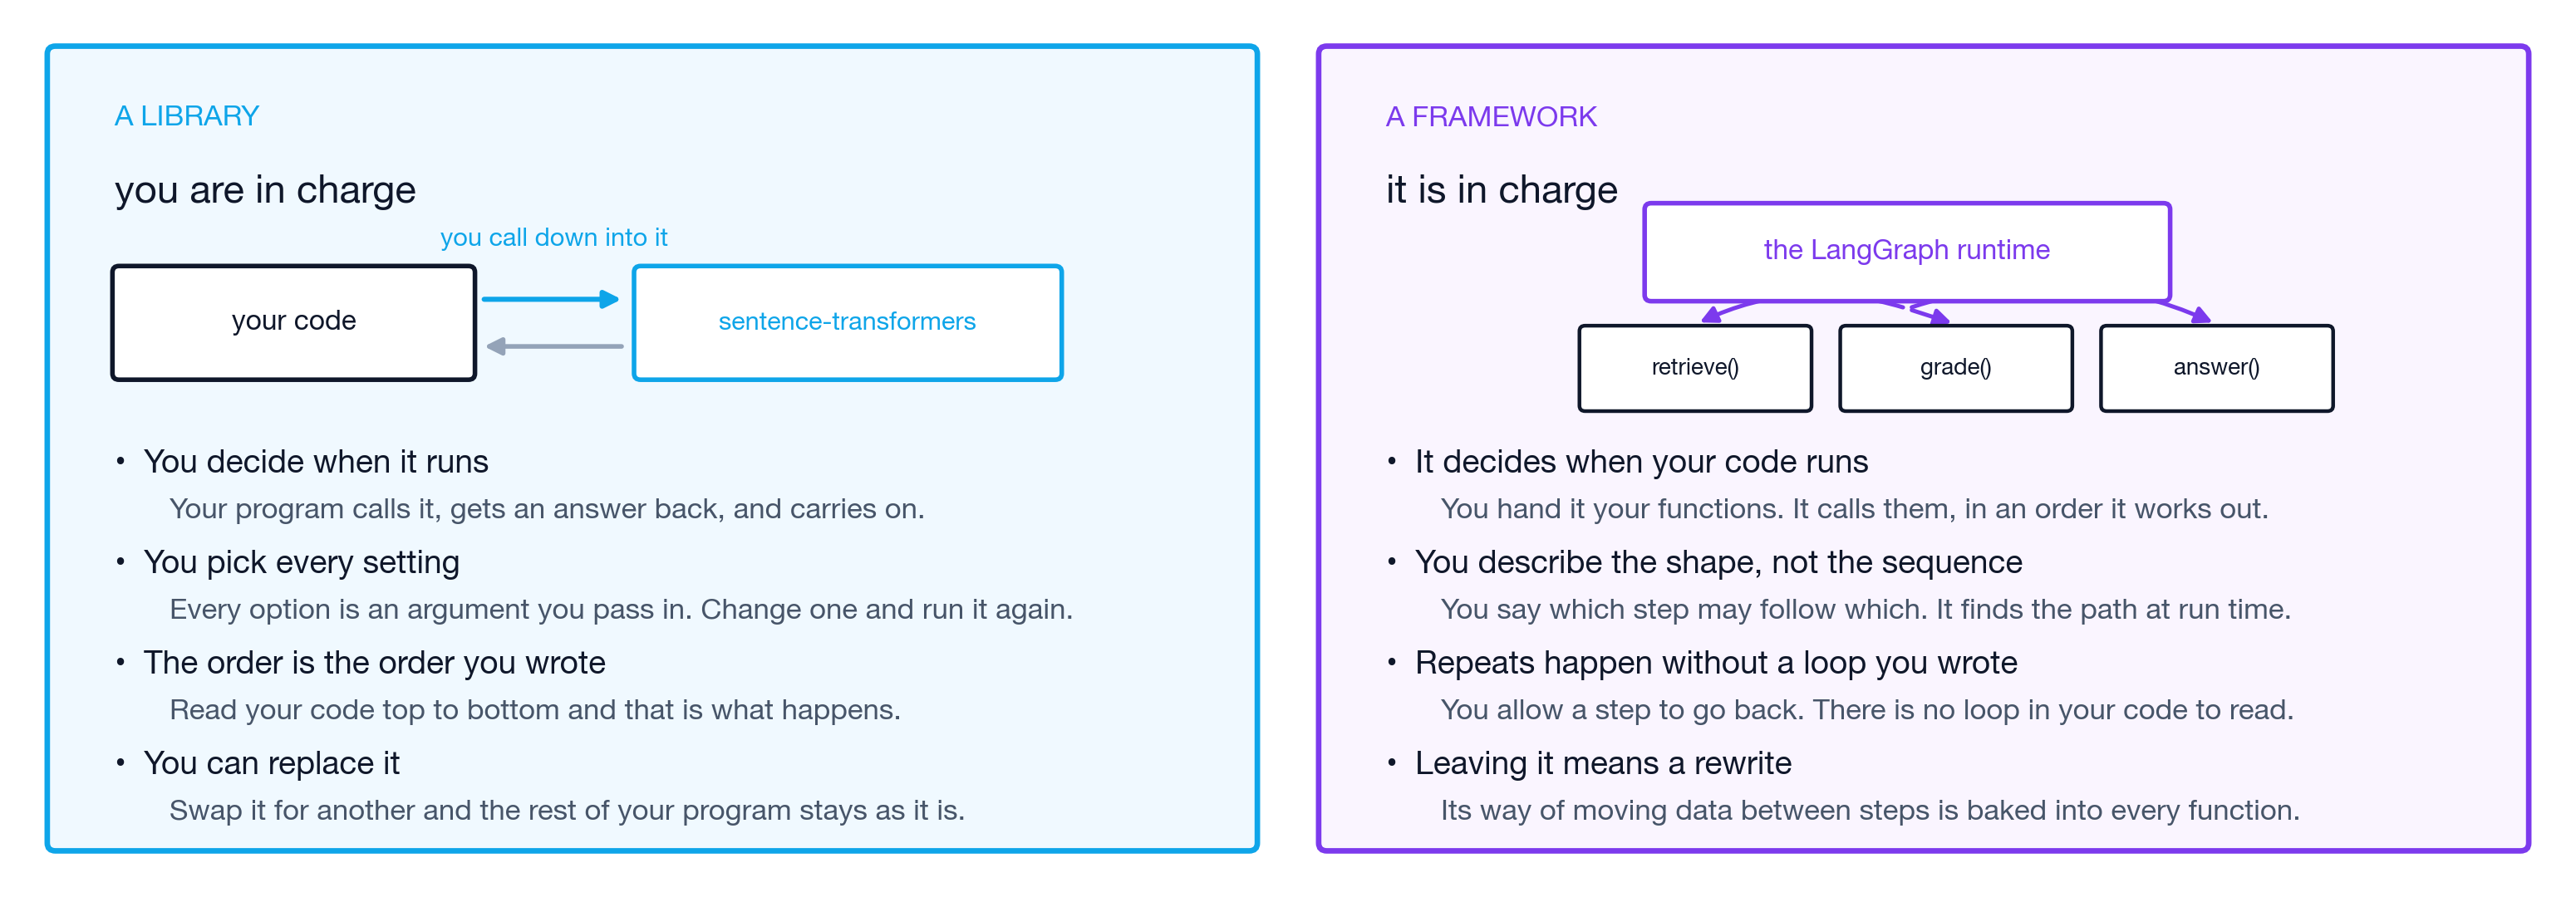 A LIBRARY
you are in charge
you call down into it
your code
sentence-transformers
• You decide when it runs
Your program calls it, gets an answer back, and carries on.
• You pick every setting
Every option is an argument you pass in. Change one and run it again.
• The order is the order you wrote
Read your code top to bottom and that is what happens.
• You can replace it
Swap it for another and the rest of your program stays as it is.
A FRAMEWORK
it is in charge
the LangGraph runtime
retrieve()
grade()
answer()
• It decides when your code runs
You hand it your functions. It calls them, in an order it works out.
• You describe the shape, not the sequence
You say which step may follow which. It finds the path at run time.
• Repeats happen without a loop you wrote
You allow a step to go back. There is no loop in your code to read.
• Leaving it means a rewrite
Its way of moving data between steps is baked into every function.